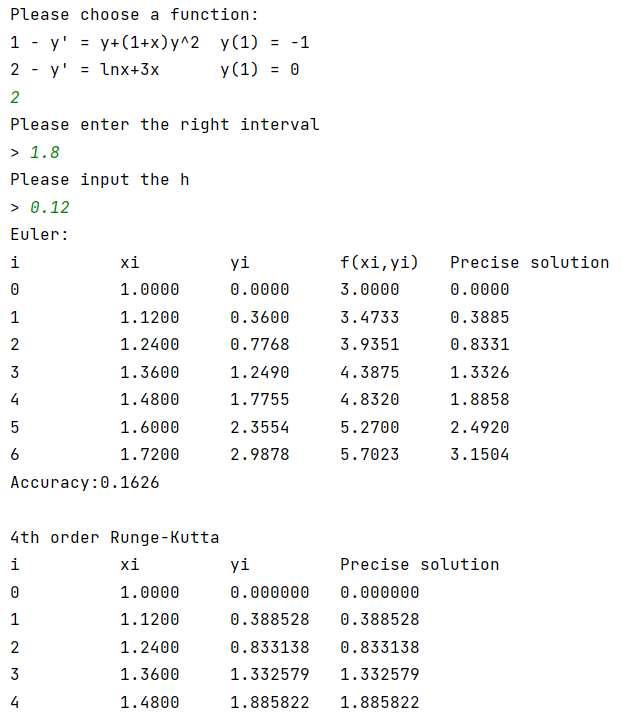 Please choose a function:
1 - y' = y+(1+x)y^2  y(1) = -1
2 - y' = lnx+3x      y(1) = 0
2
Please enter the right interval
> 1.8
Please input the h
> 0.12
Euler:
i          xi         yi         f(xi,yi)   Precise solution
0          1.0000     0.0000     3.0000     0.0000
1          1.1200     0.3600     3.4733     0.3885
2          1.2400     0.7768     3.9351     0.8331
3          1.3600     1.2490     4.3875     1.3326
4          1.4800     1.7755     4.8320     1.8858
5          1.6000     2.3554     5.2700     2.4920
6          1.7200     2.9878     5.7023     3.1504
Accuracy:0.1626

4th order Runge-Kutta
i          xi         yi         Precise solution
0          1.0000     0.000000   0.000000
1          1.1200     0.388528   0.388528
2          1.2400     0.833138   0.833138
3          1.3600     1.332579   1.332579
4          1.4800     1.885822   1.885822